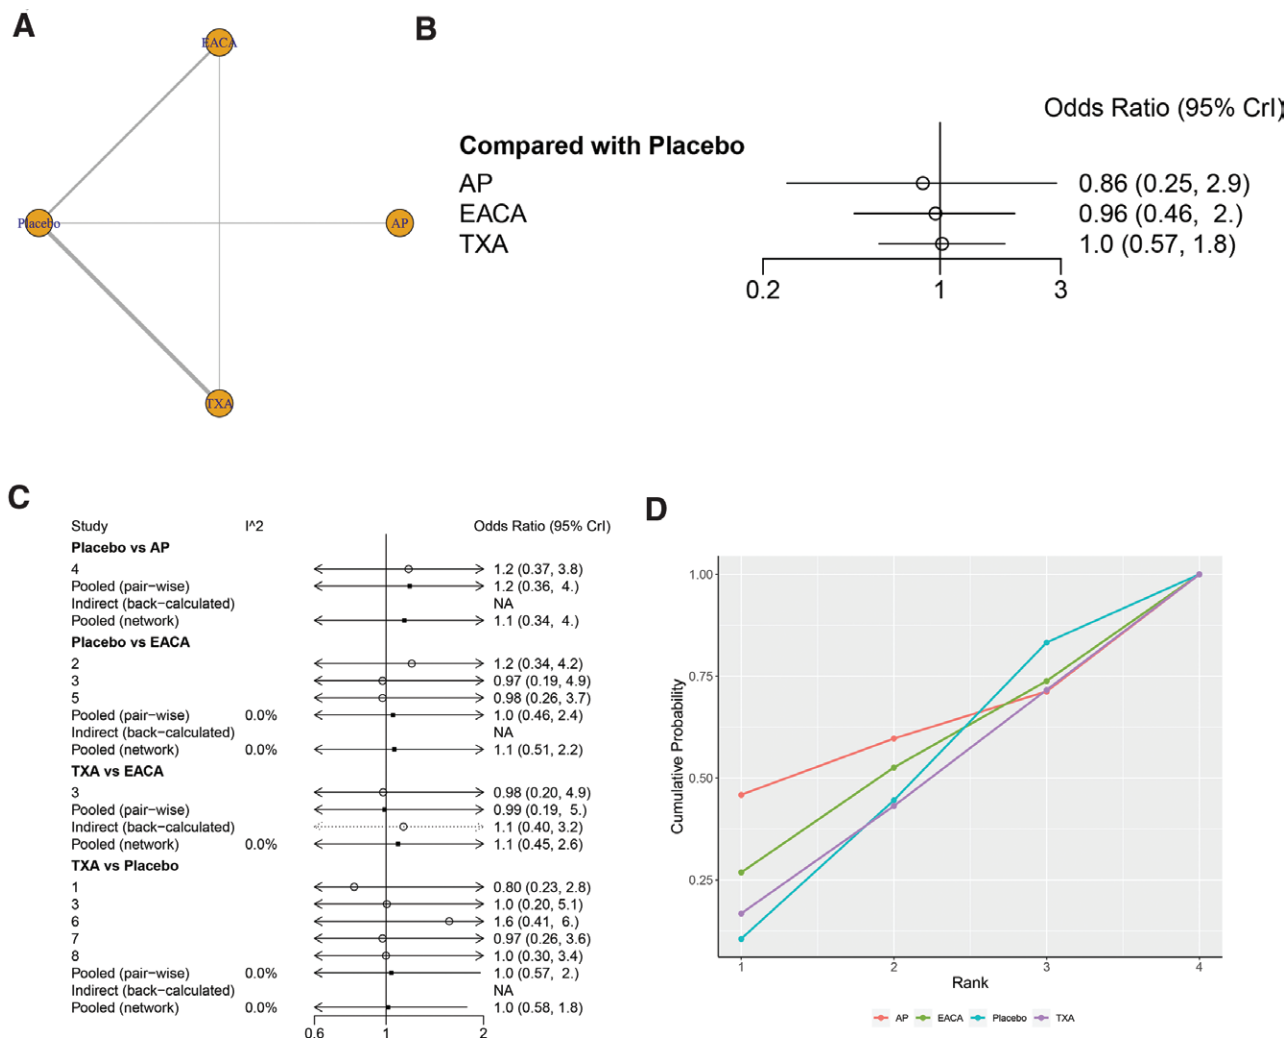 A
EACA
Placebo
AP
TXA
B
Odds Ratio (95% CrI)
Compared with Placebo
AP 0.86 (0.25, 2.9)
EACA 0.96 (0.46, 2.)
TXA 1.0 (0.57, 1.8)
0.2 1 3
C
Study I^2 Odds Ratio (95% CrI)
Placebo vs AP
4 1.2 (0.37, 3.8)
Pooled (pair-wise) 1.2 (0.36, 4.)
Indirect (back-calculated) NA
Pooled (network) 1.1 (0.34, 4.)
Placebo vs EACA
2 1.2 (0.34, 4.2)
3 0.97 (0.19, 4.9)
5 0.98 (0.26, 3.7)
Pooled (pair-wise) 0.0% 1.0 (0.46, 2.4)
Indirect (back-calculated) NA
Pooled (network) 0.0% 1.1 (0.51, 2.2)
TXA vs EACA
3 0.98 (0.20, 4.9)
Pooled (pair-wise) 0.99 (0.19, 5.)
Indirect (back-calculated) 1.1 (0.40, 3.2)
Pooled (network) 0.0% 1.1 (0.45, 2.6)
TXA vs Placebo
1 0.80 (0.23, 2.8)
3 1.0 (0.20, 5.1)
6 1.6 (0.41, 6.)
7 0.97 (0.26, 3.6)
8 1.0 (0.30, 3.4)
Pooled (pair-wise) 0.0% 1.0 (0.57, 2.)
Indirect (back-calculated) NA
Pooled (network) 0.0% 1.0 (0.58, 1.8)
0.6 1 2
D
Cumulative Probability
1.00
0.75
0.50
0.25
1 2 3 4
Rank
AP EACA Placebo TXA